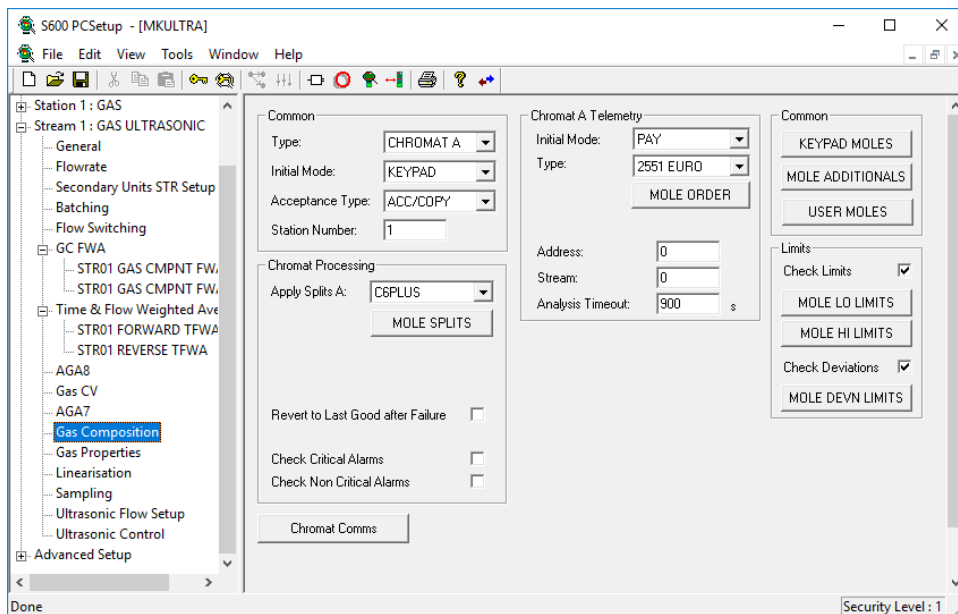 S600 PCSetup - [MKULTRA]
File Edit View Tools Window Help
Station 1 : GAS
Stream 1 : GAS ULTRASONIC
General
Flowrate
Secondary Units STR Setup
Batching
Flow Switching
GC FWA
STR01 GAS CMPNT FW
STR01 GAS CMPNT FW
Time & Flow Weighted Ave
STR01 FORWARD TFWA
STR01 REVERSE TFWA
AGA8
Gas CV
AGA7
Gas Composition
Gas Properties
Linearisation
Sampling
Ultrasonic Flow Setup
Ultrasonic Control
Advanced Setup
Common
Type: CHROMAT A
Initial Mode: KEYPAD
Acceptance Type: ACC/COPY
Station Number: 1
Chromat Processing
Apply Splits A: C6PLUS
MOLE SPLITS
Revert to Last Good after Failure
Check Critical Alarms
Check Non Critical Alarms
Chromat Comms
Chromat A Telemetry
Initial Mode: PAY
Type: 2551 EURO
MOLE ORDER
Address: 0
Stream: 0
Analysis Timeout: 900 s
Common
KEYPAD MOLES
MOLE ADDITIONALS
USER MOLES
Limits
Check Limits
MOLE LO LIMITS
MOLE HI LIMITS
Check Deviations
MOLE DEVN LIMITS
Done
Security Level : 1